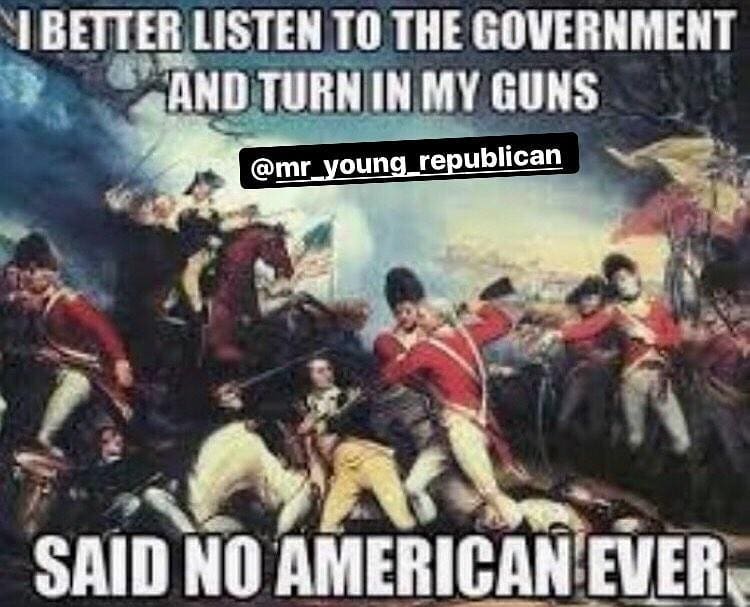 I BETTER LISTEN TO THE GOVERNMENT
AND TURN IN MY GUNS
@mr_young_republican
SAID NO AMERICAN EVER